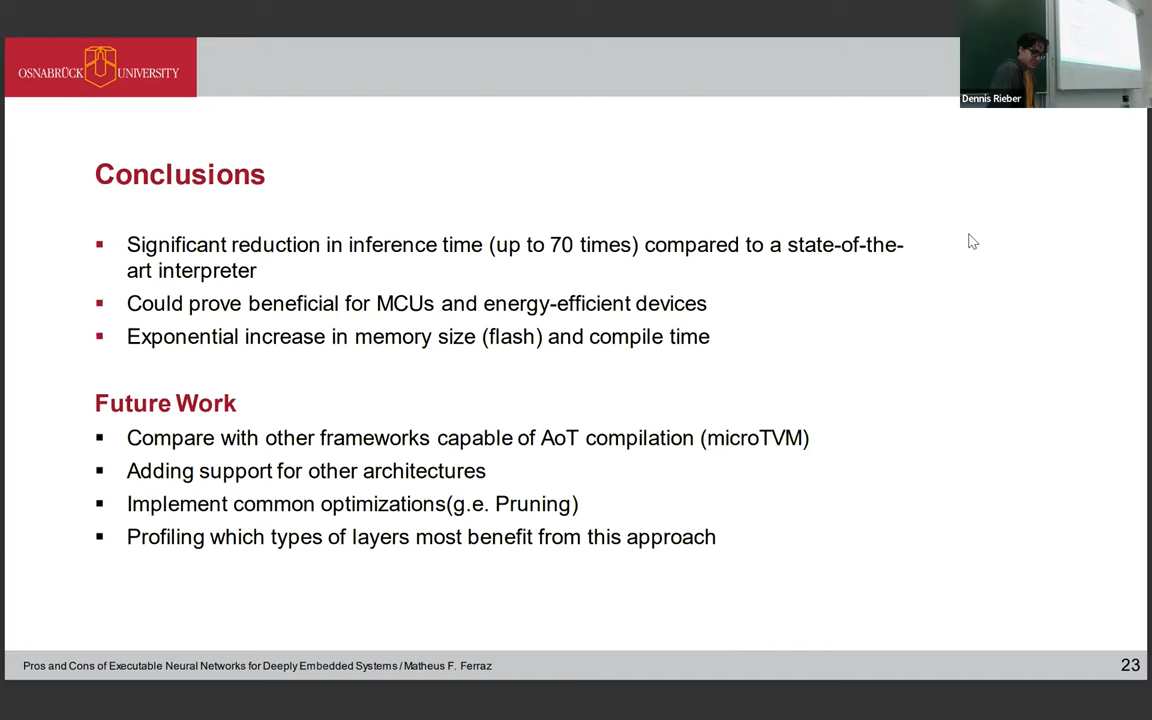 OSNABRÜCK UNIVERSITY
Dennis Rieber
Conclusions
Significant reduction in inference time (up to 70 times) compared to a state-of-the-
art interpreter
Could prove beneficial for MCUs and energy-efficient devices
Exponential increase in memory size (flash) and compile time
Future Work
Compare with other frameworks capable of AoT compilation (microTVM)
Adding support for other architectures
Implement common optimizations(g.e. Pruning)
Profiling which types of layers most benefit from this approach
Pros and Cons of Executable Neural Networks for Deeply Embedded Systems / Matheus F. Ferraz
23